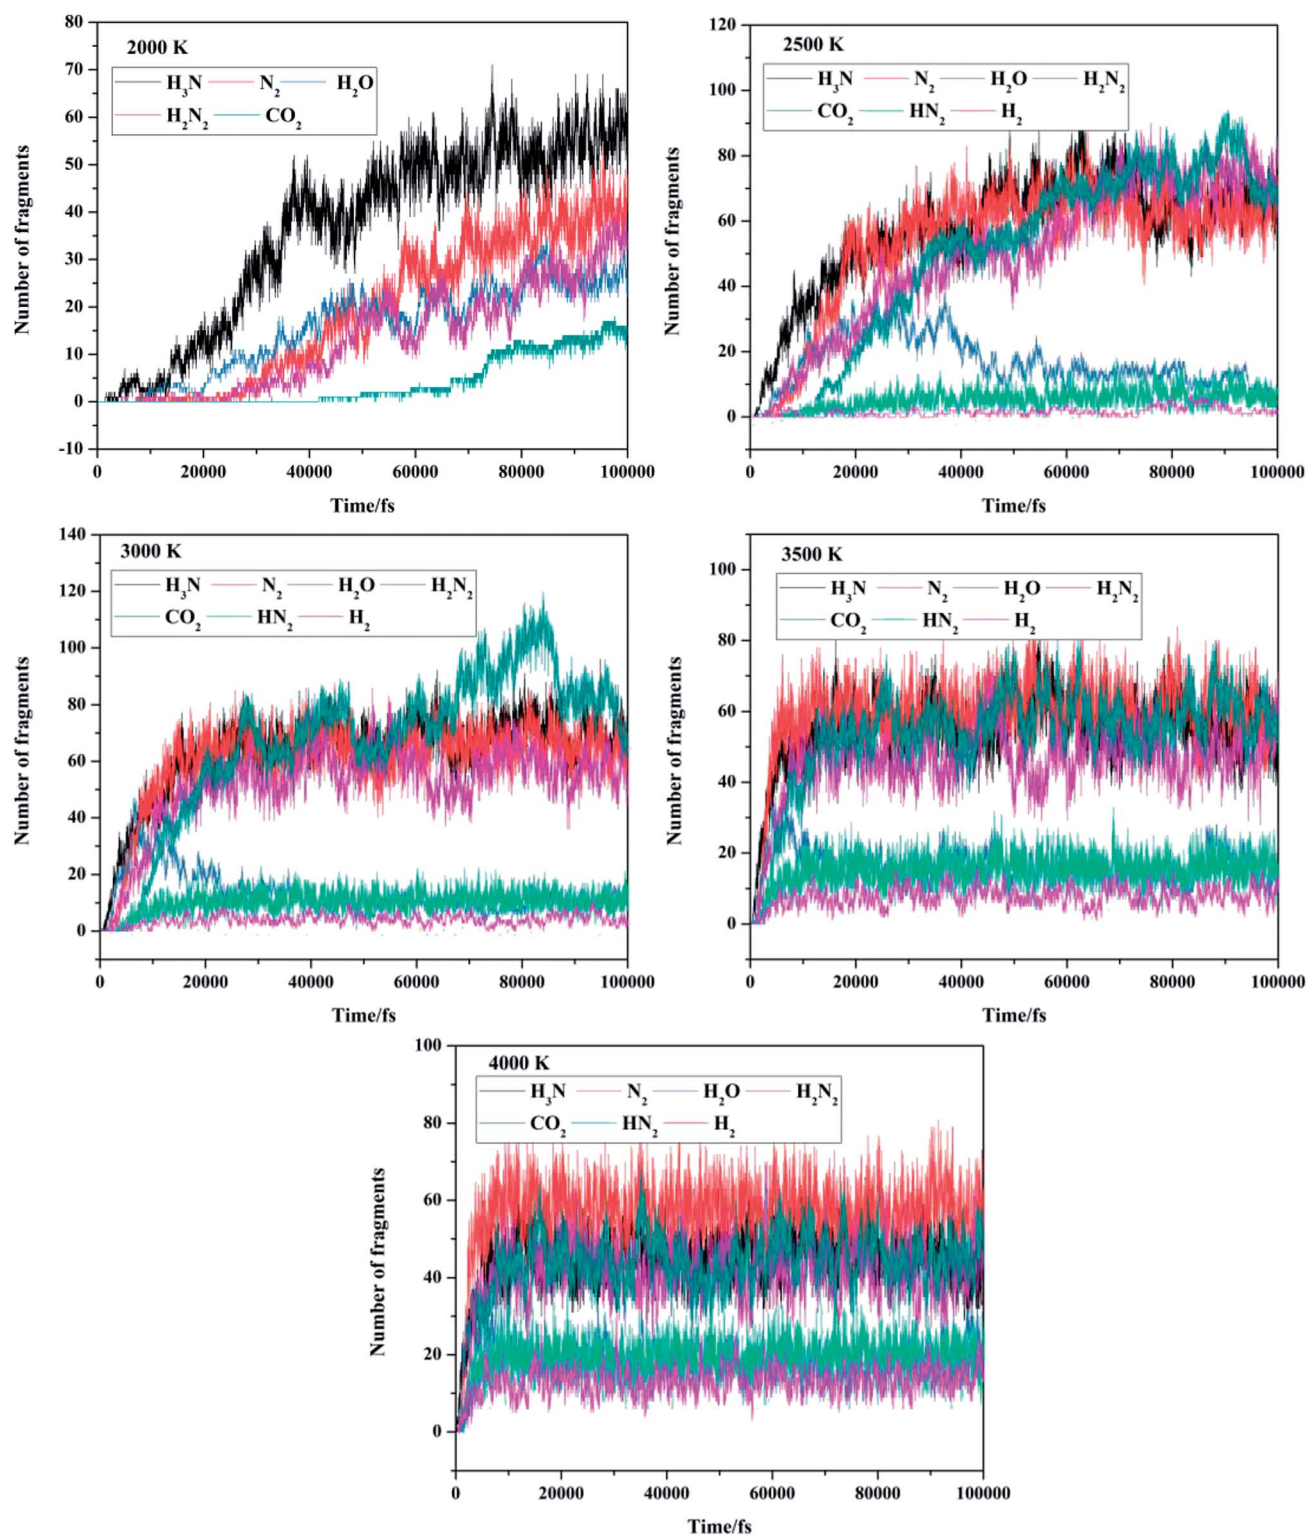 2000 K
H3N N2 H2O
H2N2 CO2
80
70
60
50
40
30
20
10
0
-10
Number of fragments
0 20000 40000 60000 80000 100000
Time/fs
2500 K
H3N N2 H2O H2N2
CO2 HN2 H2
120
100
80
60
40
20
0
Number of fragments
0 20000 40000 60000 80000 100000
Time/fs
3000 K
H3N N2 H2O H2N2
CO2 HN2 H2
140
120
100
80
60
40
20
0
Number of fragments
0 20000 40000 60000 80000 100000
Time/fs
3500 K
H3N N2 H2O H2N2
CO2 HN2 H2
100
80
60
40
20
0
Number of fragments
0 20000 40000 60000 80000 100000
Time/fs
4000 K
H3N N2 H2O H2N2
CO2 HN2 H2
100
80
60
40
20
0
Number of fragments
0 20000 40000 60000 80000 100000
Time/fs